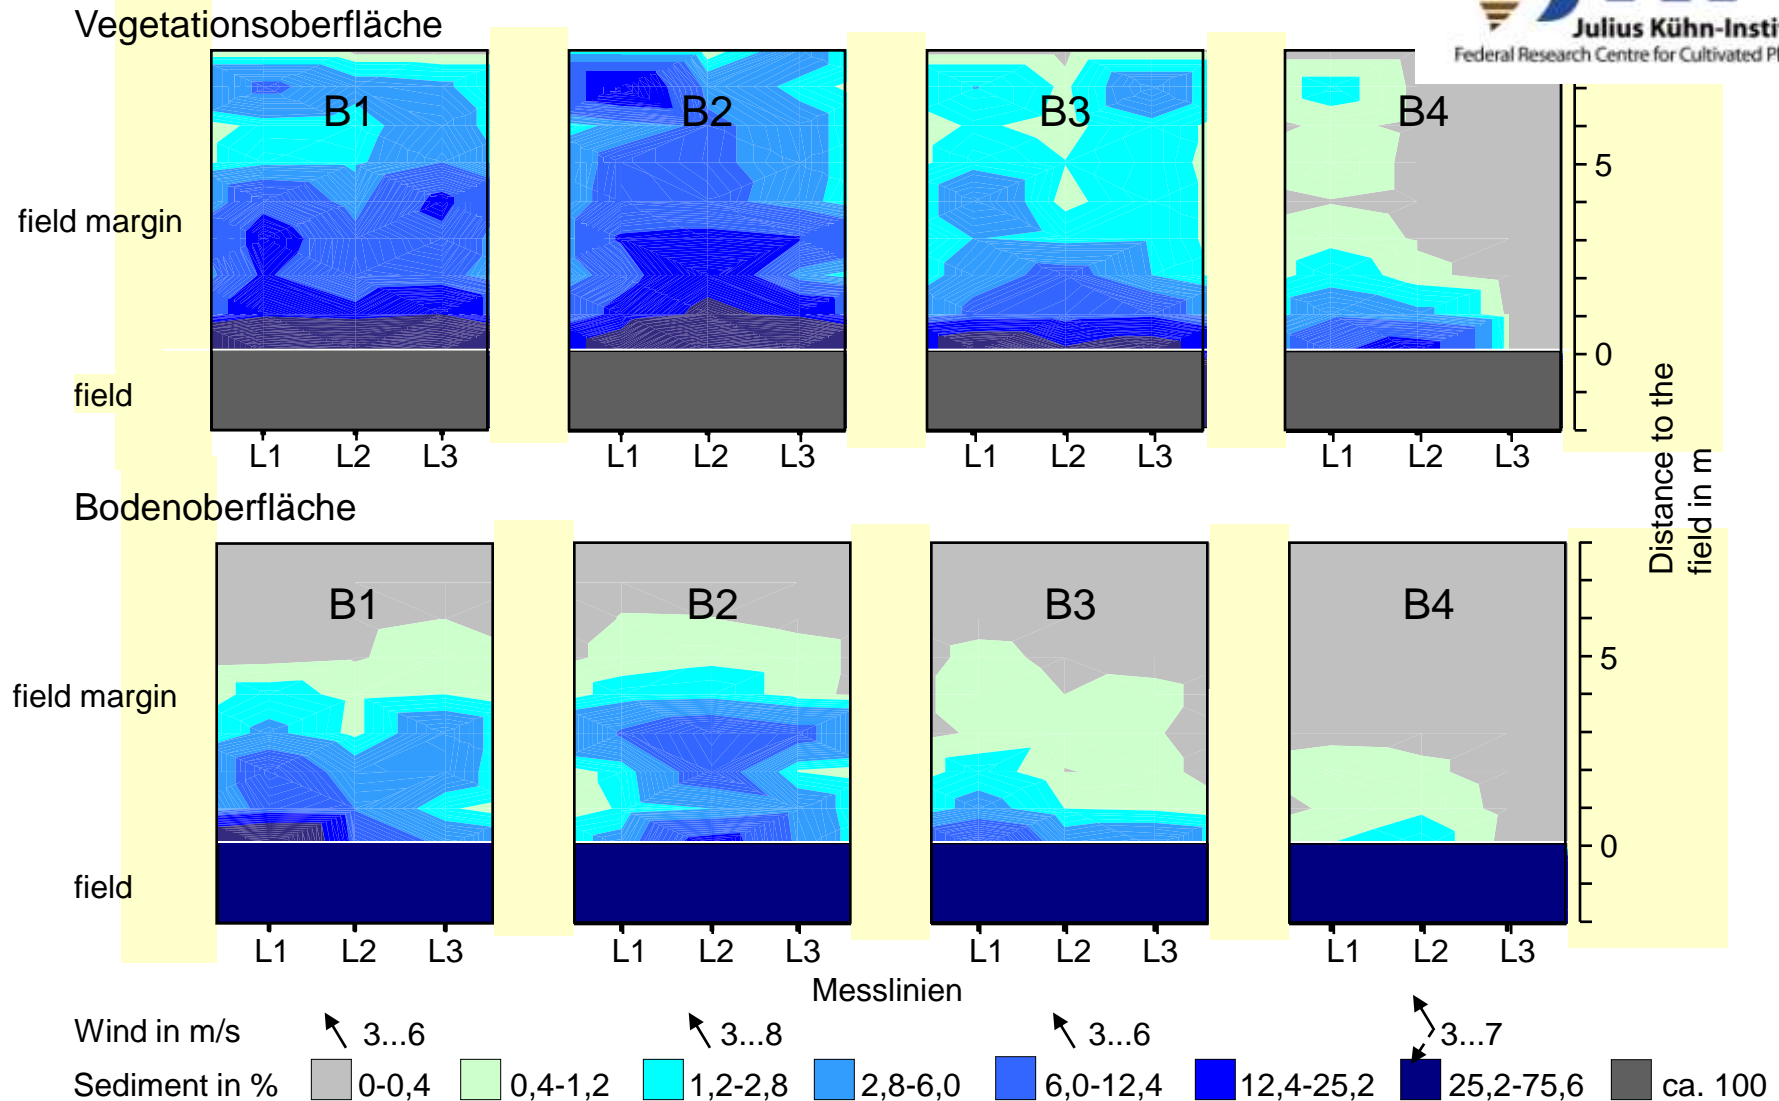 Vegetationsoberfläche
Julius Kühn-Insti
Federal Research Centre for Cultivated Pl
B1 B2 B3 B4
5
field margin
0
field
L1 L2 L3 L1 L2 L3 L1 L2 L3 L1 L2 L3
Distance to the
field in m
Bodenoberfläche
B1 B2 B3 B4
5
field margin
0
field
L1 L2 L3 L1 L2 L3 L1 L2 L3 L1 L2 L3
Messlinien
Wind in m/s 3...6 3...8 3...6 3...7
Sediment in % 0-0,4 0,4-1,2 1,2-2,8 2,8-6,0 6,0-12,4 12,4-25,2 25,2-75,6 ca. 100